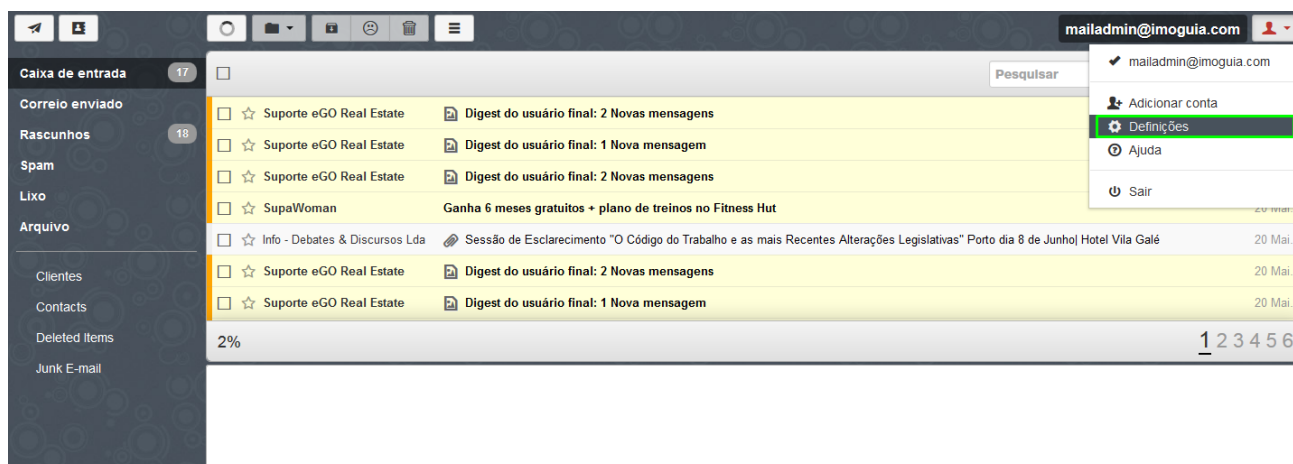 mailadmin@imoguia.com
Caixa de entrada 17
Correio enviado
Rascunhos 18
Spam
Lixo
Arquivo
Clientes
Contacts
Deleted Items
Junk E-mail
Pesquisar
mailadmin@imoguia.com
Adicionar conta
Definições
Ajuda
Sair
Suporte eGO Real Estate Digest do usuário final: 2 Novas mensagens
Suporte eGO Real Estate Digest do usuário final: 1 Nova mensagem
Suporte eGO Real Estate Digest do usuário final: 2 Novas mensagens
SupaWoman Ganha 6 meses gratuitos + plano de treinos no Fitness Hut 20 Mai.
Info - Debates & Discursos Lda Sessão de Esclarecimento "O Código do Trabalho e as mais Recentes Alterações Legislativas" Porto dia 8 de Junho| Hotel Vila Galé 20 Mai.
Suporte eGO Real Estate Digest do usuário final: 2 Novas mensagens 20 Mai.
Suporte eGO Real Estate Digest do usuário final: 1 Nova mensagem 20 Mai.
2% 1 2 3 4 5 6